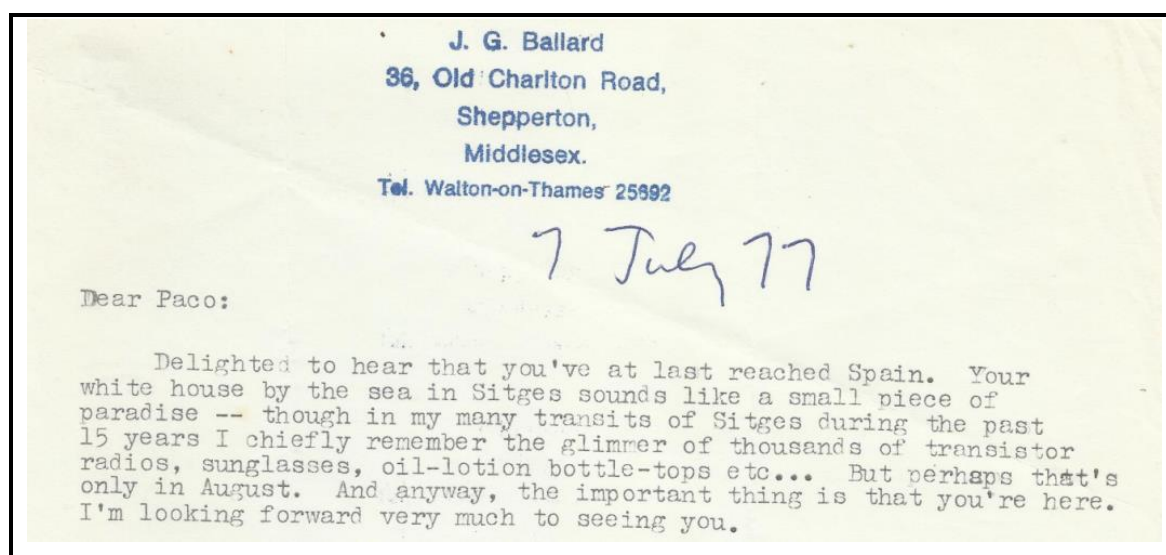 J. G. Ballard
36, Old Charlton Road,
Shepperton,
Middlesex.
Tel. Walton-on-Thames 25692
7 July 77
Dear Paco:
Delighted to hear that you've at last reached Spain. Your
white house by the sea in Sitges sounds like a small piece of
paradise -- though in my many transits of Sitges during the past
15 years I chiefly remember the glimmer of thousands of transistor
radios, sunglasses, oil-lotion bottle-tops etc... But perhaps that's
only in August. And anyway, the important thing is that you're here.
I'm looking forward very much to seeing you.